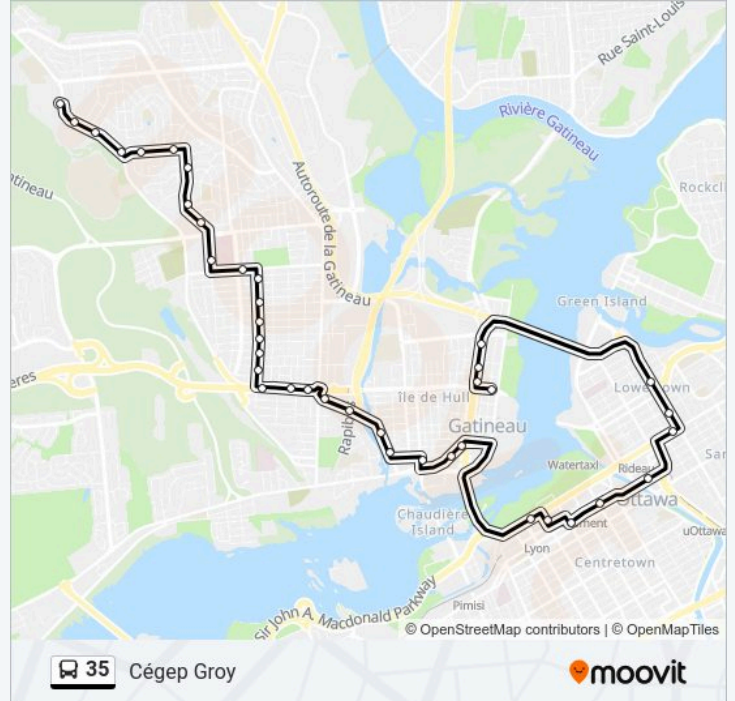 Rue Saint-Louis
Rivière Gatineau
Autoroute de la Gatineau
atineau
Rockcli
Green Island
Lowertown
eres
Île de Hull
Gatineau
Rapib
Watertaxi
Rideau
San
Ottawa
Chaudière
Island
ment
Lyon
uOttawa
Centretown
Pimisi
Sir John A. Macdonald Parkway
© OpenStreetMap contributors | © OpenMapTiles
35 Cégep Groy
moovit